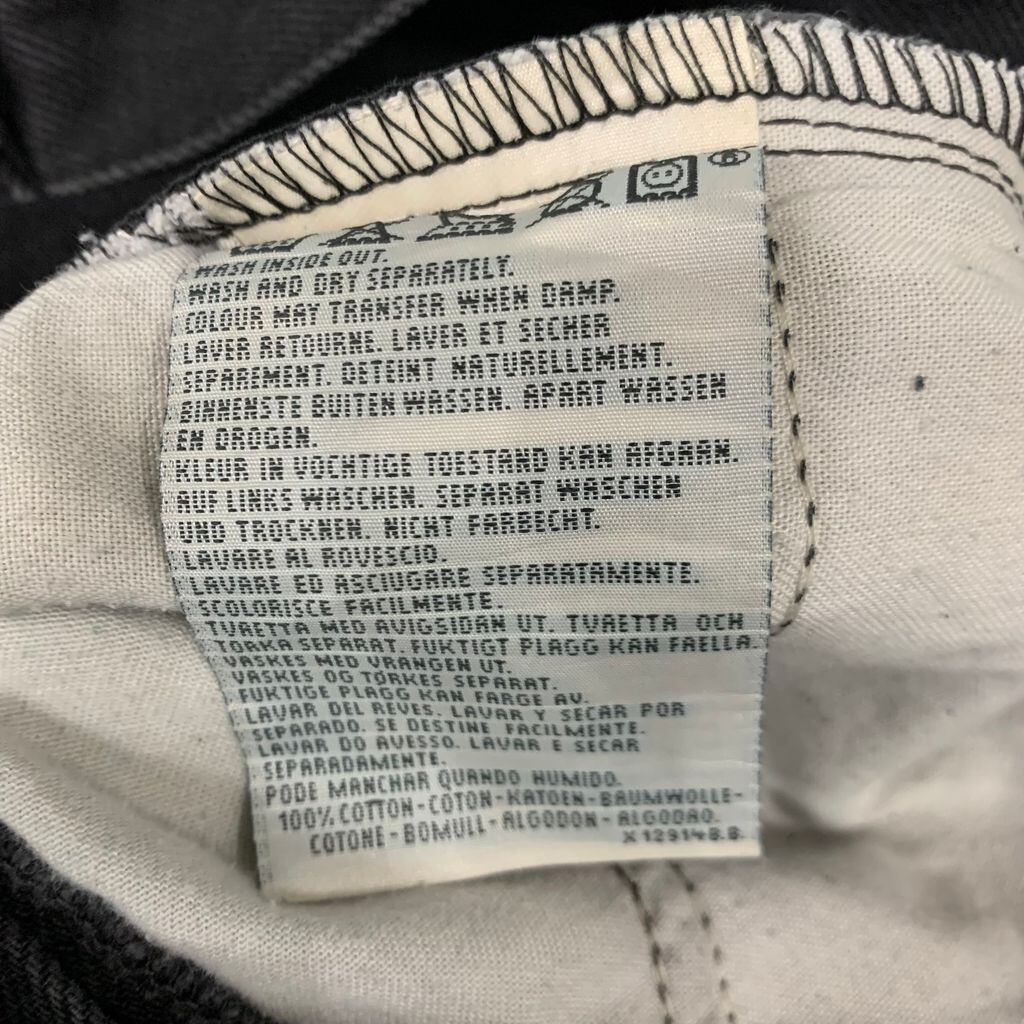 WASH INSIDE OUT.
WASH AND DRY SEPARATELY.
COLOUR MAY TRANSFER WHEN DAMP.
LAVER RETOURNE. LAVER ET SECHER
SEPAREMENT. DETEINT NATURELLEMENT.
BINNENSTE BUITEN WASSEN. APART WASSEN
EN DROGEN.
KLEUR IN VOCHTIGE TOESTAND KAN AFGAAN.
AUF LINKS WASCHEN. SEPARAT WASCHEN
UND TROCKNEN. NICHT FARBECHT.
LAVARE AL ROVESCIO.
LAVARE ED ASCIUGARE SEPARATAMENTE.
SCOLORISCE FACILMENTE.
TVAETTA MED AVIGSIDAN UT. TVAETTA OCH
TORKA SEPARAT. FUKTIGT PLAGG KAN FAELLA.
VASKES MED VRANGEN UT.
VASKES OG TØRKES SEPARAT.
FUKTIGE PLAGG KAN FARGE AV.
LAVAR DEL REVES. LAVAR Y SECAR POR
SEPARADO. SE DESTINE FACILMENTE.
LAVAR DO AVESSO. LAVAR E SECAR
SEPARADAMENTE.
PODE MANCHAR QUANDO HUMIDO.
100% COTTON-COTON-KATOEN-BAUMWOLLE-
COTONE-BOMULL-ALGODON-ALGODAO.
X129148.8.